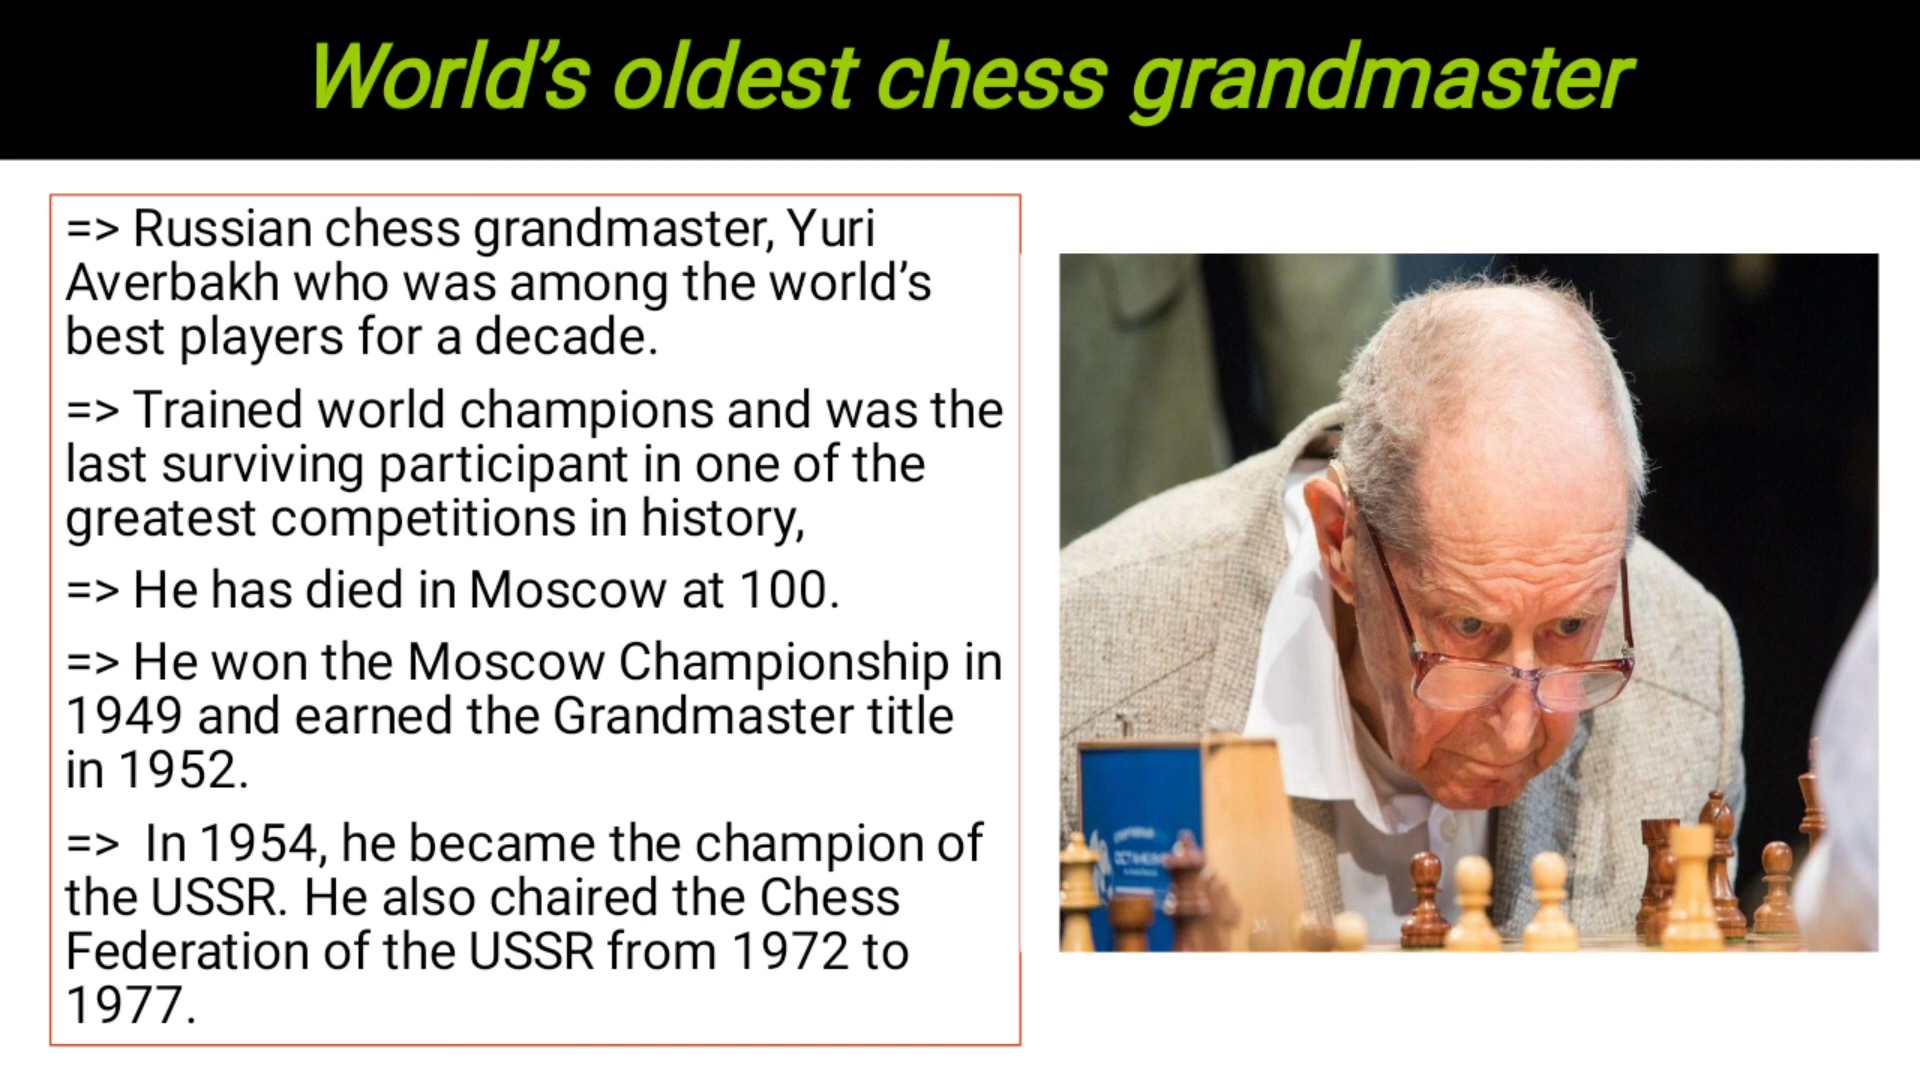 World’s oldest chess grandmaster
=> Russian chess grandmaster, Yuri
Averbakh who was among the world’s
best players for a decade.
=> Trained world champions and was the
last surviving participant in one of the
greatest competitions in history,
=> He has died in Moscow at 100.
=> He won the Moscow Championship in
1949 and earned the Grandmaster title
in 1952.
=>  In 1954, he became the champion of
the USSR. He also chaired the Chess
Federation of the USSR from 1972 to
1977.